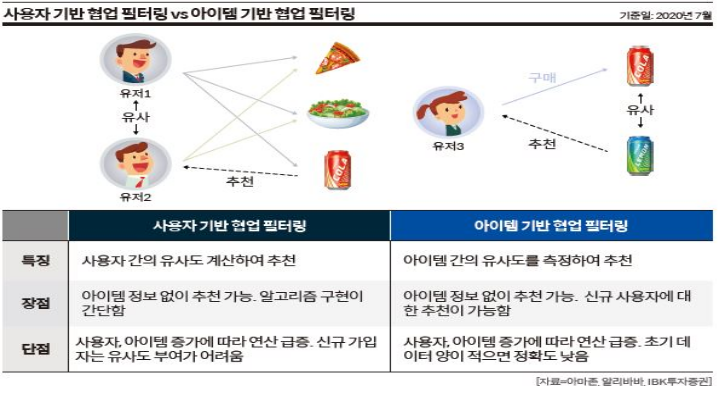 사용자 기반 협업 필터링 vs 아이템 기반 협업 필터링
기준일: 2020년 7월
유저1
유사
유저2
추천
COLA
구매
유저3
추천
COLA
유사
사용자 기반 협업 필터링
아이템 기반 협업 필터링
특징
사용자 간의 유사도 계산하여 추천
아이템 간의 유사도를 측정하여 추천
장점
아이템 정보 없이 추천 가능. 알고리즘 구현이
간단함
아이템 정보 없이 추천 가능. 신규 사용자에 대
한 추천이 가능함
단점
사용자, 아이템 증가에 따라 연산 급증. 신규 가입
자는 유사도 부여가 어려움
사용자, 아이템 증가에 따라 연산 급증. 초기 데
이터 양이 적으면 정확도 낮음
[자료=아마존, 알리바바, IBK투자증권]